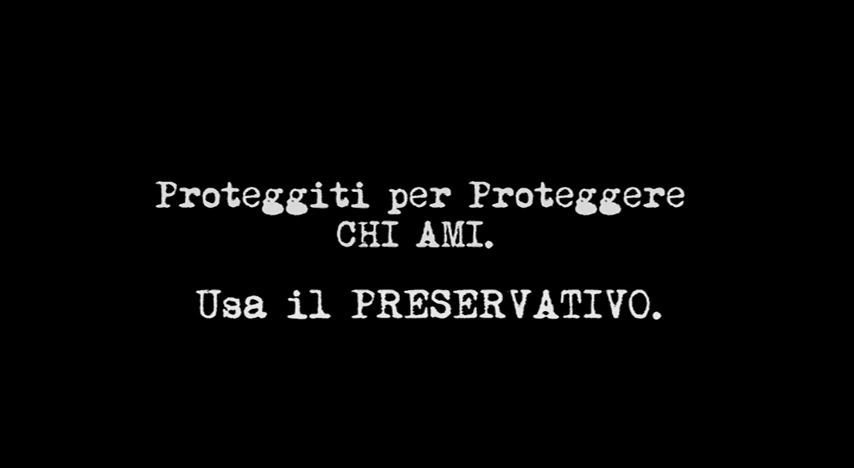 Proteggiti per Proteggere
CHI AMI.
Usa il PRESERVATIVO.